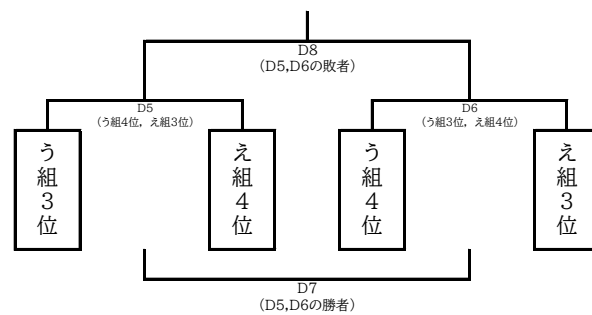 D8
(D5,D6の敗者)
D5
(う組4位, え組3位)
D6
(う組3位, え組4位)
う組3位
え組4位
う組4位
え組3位
D7
(D5,D6の勝者)